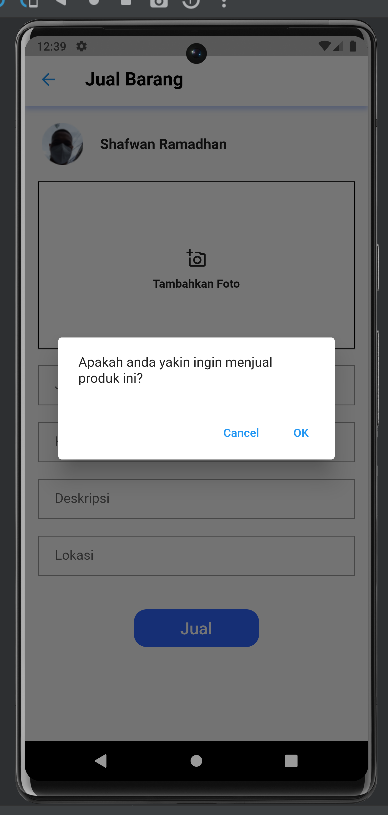 12:39
Jual Barang
Shafwan Ramadhan
Tambahkan Foto
Apakah anda yakin ingin menjual
produk ini?
Cancel OK
Deskripsi
Lokasi
Jual